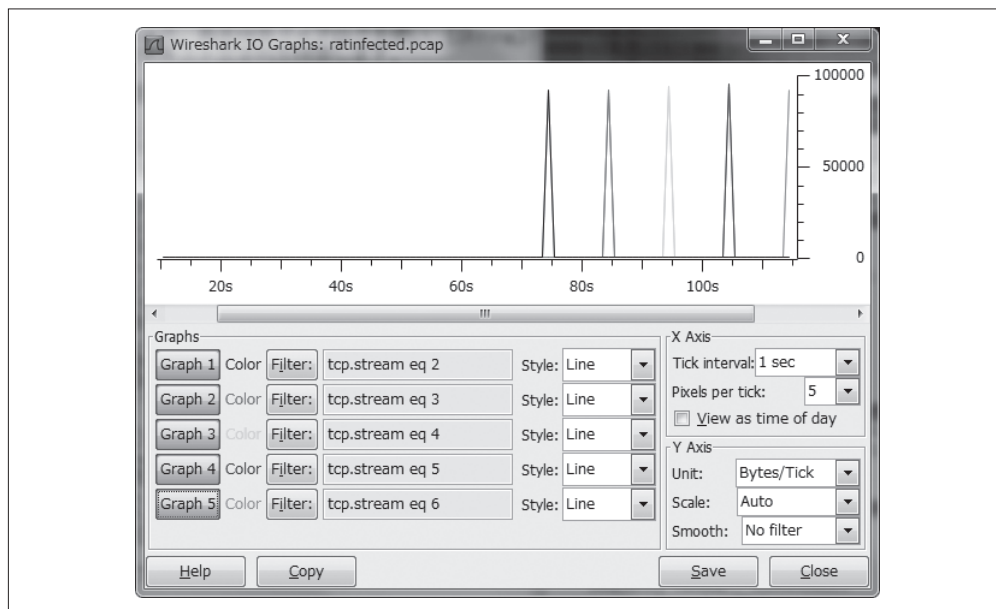 Wireshark IO Graphs: ratinfected.pcap
100000
50000
0
20s 40s 60s 80s 100s
Graphs
Graph 1 Color Filter: tcp.stream eq 2 Style: Line
Graph 2 Color Filter: tcp.stream eq 3 Style: Line
Graph 3 Color Filter: tcp.stream eq 4 Style: Line
Graph 4 Color Filter: tcp.stream eq 5 Style: Line
Graph 5 Color Filter: tcp.stream eq 6 Style: Line
X Axis
Tick interval: 1 sec
Pixels per tick: 5
View as time of day
Y Axis
Unit: Bytes/Tick
Scale: Auto
Smooth: No filter
Help Copy Save Close